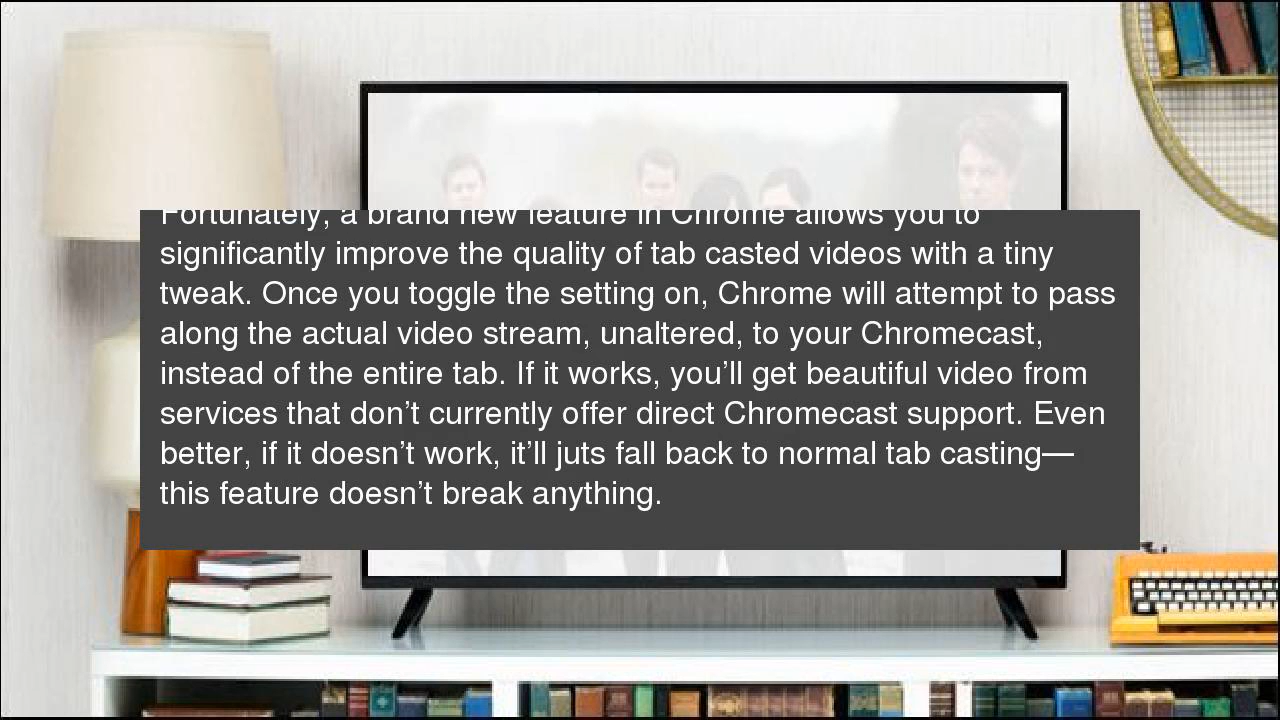 Fortunately, a brand new feature in Chrome allows you to
significantly improve the quality of tab casted videos with a tiny
tweak. Once you toggle the setting on, Chrome will attempt to pass
along the actual video stream, unaltered, to your Chromecast,
instead of the entire tab. If it works, you’ll get beautiful video from
services that don’t currently offer direct Chromecast support. Even
better, if it doesn’t work, it’ll juts fall back to normal tab casting—
this feature doesn’t break anything.